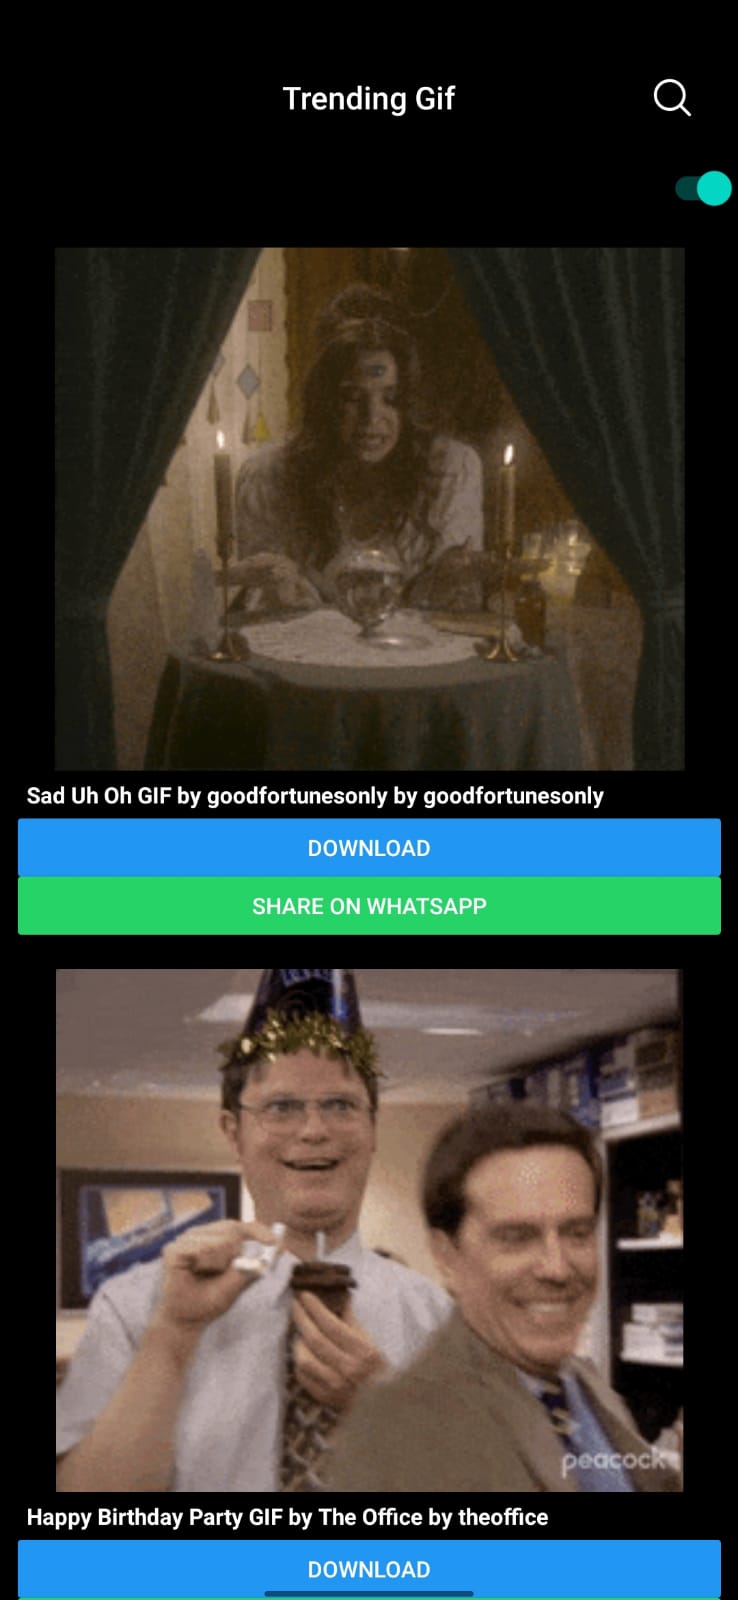 Trending Gif
Sad Uh Oh GIF by goodfortunesonly by goodfortunesonly
DOWNLOAD
SHARE ON WHATSAPP
peacock
Happy Birthday Party GIF by The Office by theoffice
DOWNLOAD